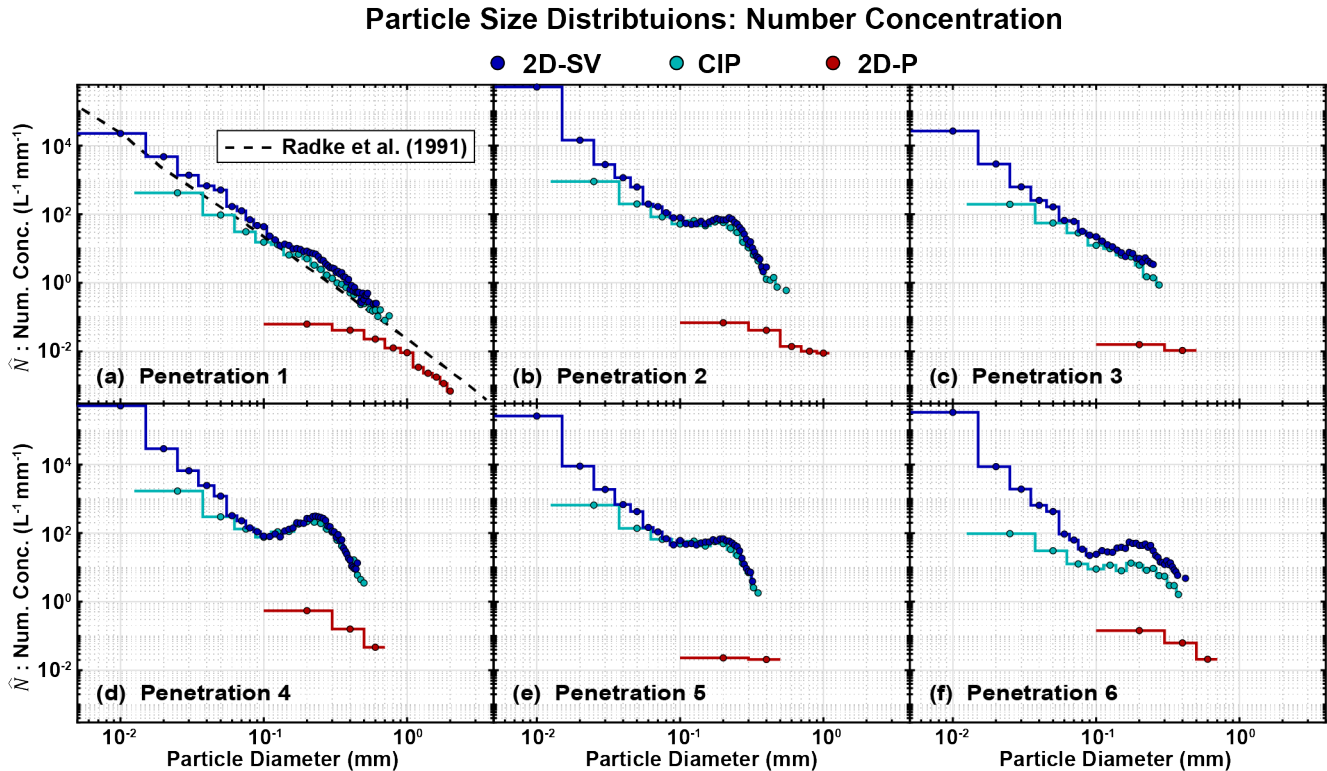 Particle Size Distribtuions: Number Concentration
2D-SV CIP 2D-P
N̂ : Num. Conc. (L⁻¹ mm⁻¹)
10⁴
10²
10⁰
10⁻²
Radke et al. (1991)
(a) Penetration 1
(b) Penetration 2
(c) Penetration 3
N̂ : Num. Conc. (L⁻¹ mm⁻¹)
10⁴
10²
10⁰
10⁻²
(d) Penetration 4
(e) Penetration 5
(f) Penetration 6
10⁻² 10⁻¹ 10⁰ 10⁻² 10⁻¹ 10⁰ 10⁻² 10⁻¹ 10⁰
Particle Diameter (mm) Particle Diameter (mm) Particle Diameter (mm)